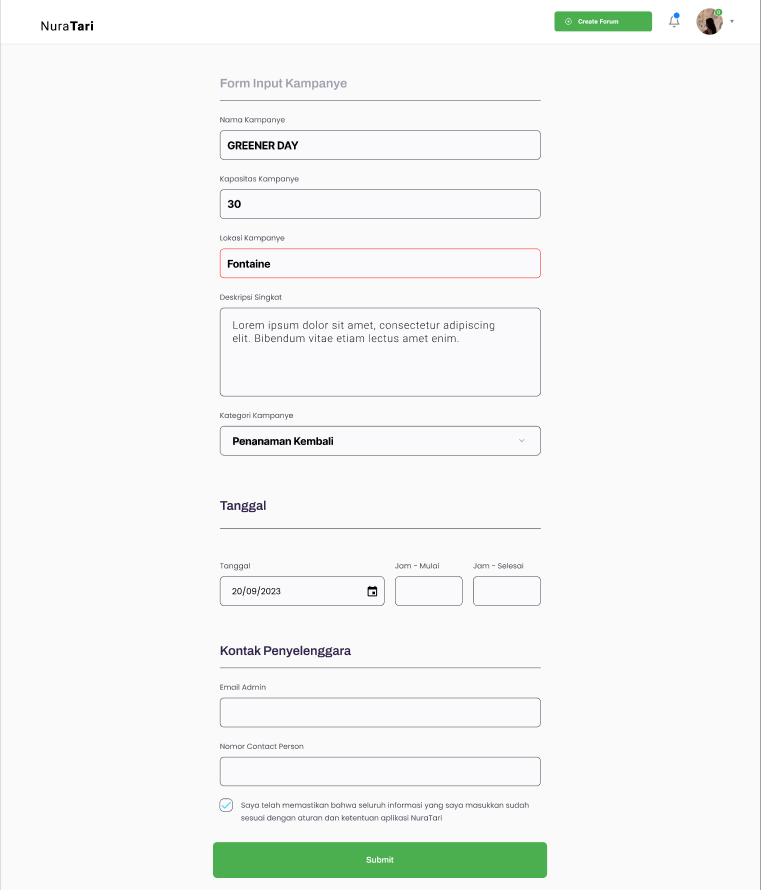 NuraTari
Create Forum
0
Form Input Kampanye
Nama Kampanye
GREENER DAY
Kapasitas Kampanye
30
Lokasi Kampanye
Fontaine
Deskripsi Singkat
Lorem ipsum dolor sit amet, consectetur adipiscing
elit. Bibendum vitae etiam lectus amet enim.
Kategori Kampanye
Penanaman Kembali
Tanggal
Tanggal
Jam - Mulai
Jam - Selesai
20/09/2023
Kontak Penyelenggara
Email Admin
Nomor Contact Person
Saya telah memastikan bahwa seluruh informasi yang saya masukkan sudah
sesuai dengan aturan dan ketentuan aplikasi NuraTari
Submit